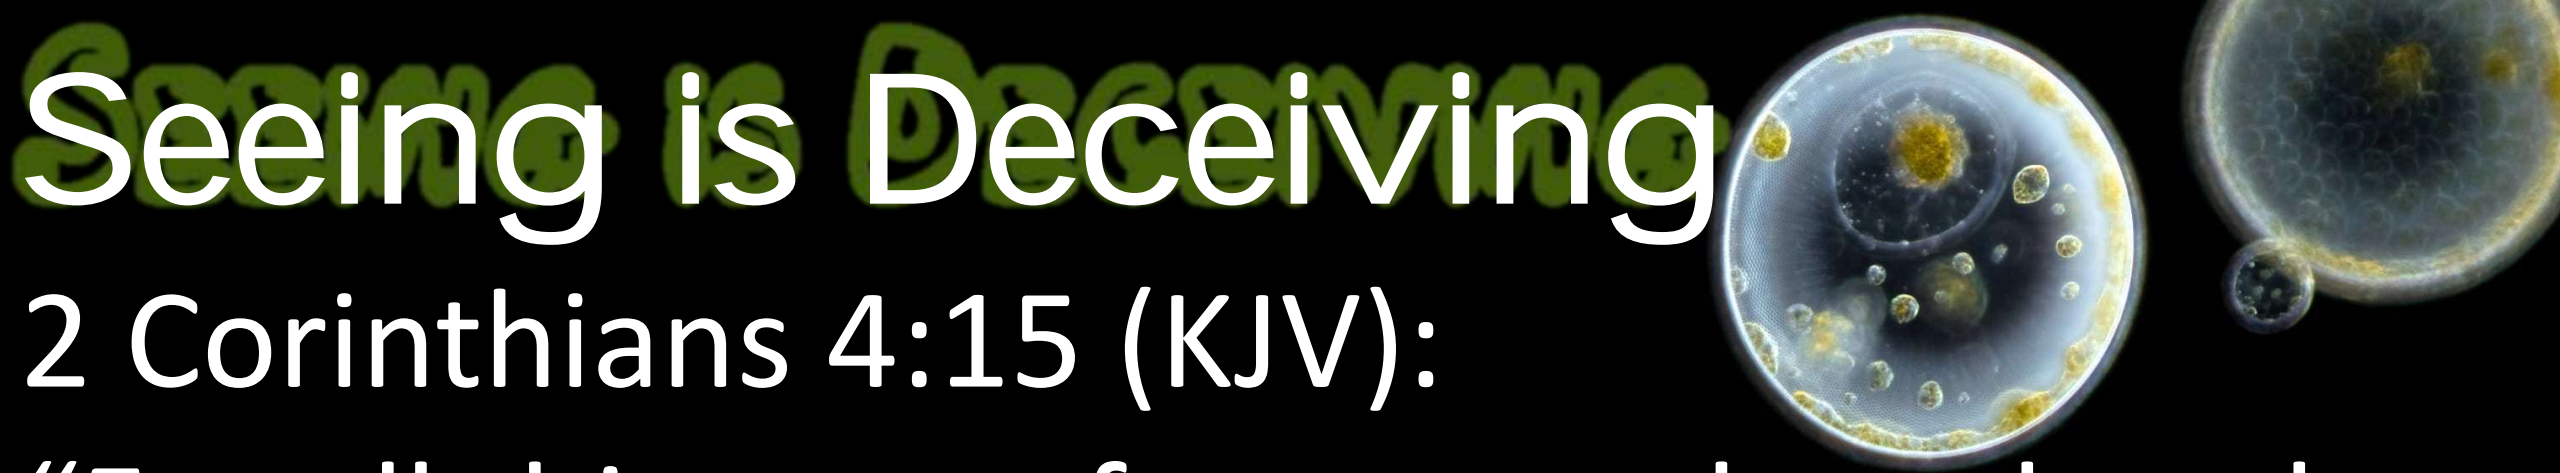 Seeing is Deceiving
2 Corinthians 4:15 (KJV):